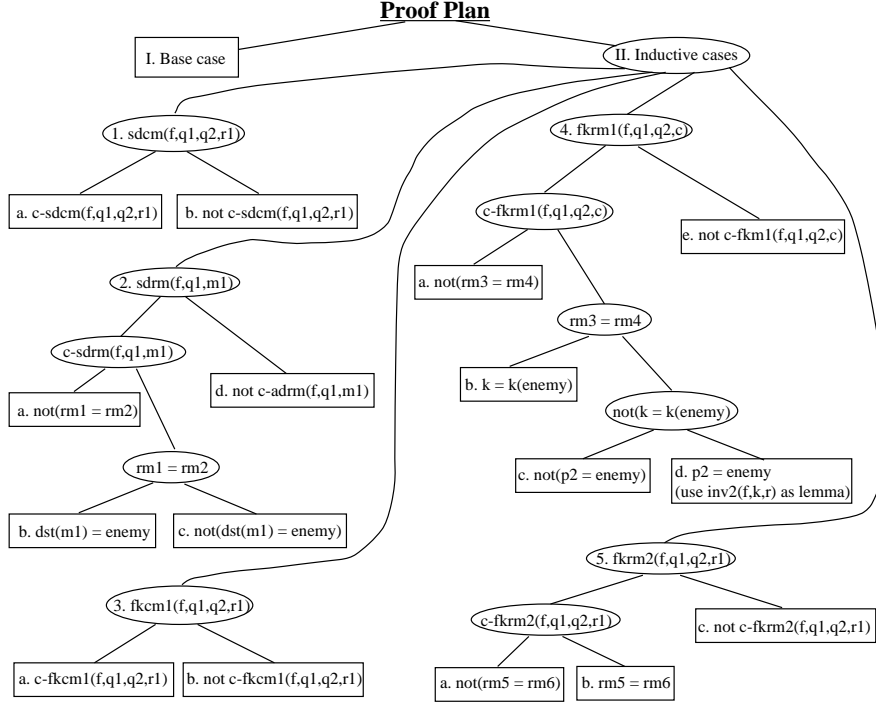 Proof Plan
I. Base case
II. Inductive cases
1. sdcm(f,q1,q2,r1)
a. c-sdcm(f,q1,q2,r1)
b. not c-sdcm(f,q1,q2,r1)
2. sdrm(f,q1,m1)
c-sdrm(f,q1,m1)
d. not c-adrm(f,q1,m1)
a. not(rm1 = rm2)
rm1 = rm2
b. dst(m1) = enemy
c. not(dst(m1) = enemy)
3. fkcm1(f,q1,q2,r1)
a. c-fkcm1(f,q1,q2,r1)
b. not c-fkcm1(f,q1,q2,r1)
4. fkrm1(f,q1,q2,c)
c-fkrm1(f,q1,q2,c)
e. not c-fkm1(f,q1,q2,c)
a. not(rm3 = rm4)
rm3 = rm4
b. k = k(enemy)
not(k = k(enemy)
c. not(p2 = enemy)
d. p2 = enemy
(use inv2(f,k,r) as lemma)
5. fkrm2(f,q1,q2,r1)
c-fkrm2(f,q1,q2,r1)
c. not c-fkrm2(f,q1,q2,r1)
a. not(rm5 = rm6)
b. rm5 = rm6